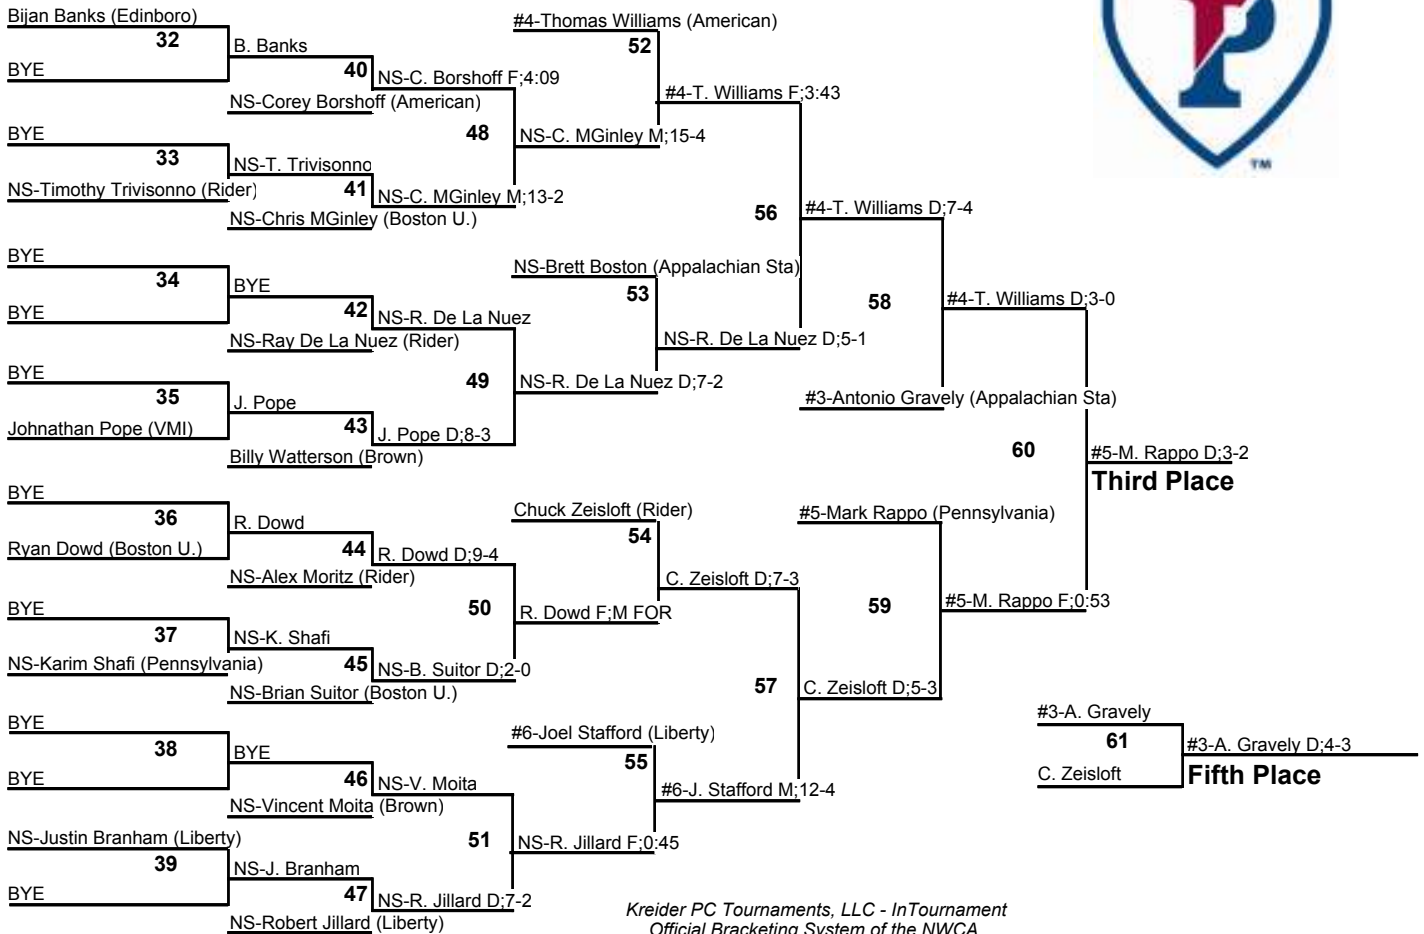 Bijan Banks (Edinboro)
32
BYE
B. Banks
40
NS-Corey Borshoff (American)
NS-C. Borshoff F;4:09
BYE
33
NS-Timothy Trivisonno (Rider)
NS-T. Trivisonno
41
NS-Chris MGinley (Boston U.)
NS-C. MGinley M;13-2
48
NS-C. MGinley M;15-4
#4-Thomas Williams (American)
52
#4-T. Williams F;3:43
BYE
34
BYE
BYE
42
NS-Ray De La Nuez (Rider)
NS-R. De La Nuez
BYE
35
Johnathan Pope (VMI)
J. Pope
43
Billy Watterson (Brown)
J. Pope D;8-3
49
NS-R. De La Nuez D;7-2
NS-Brett Boston (Appalachian Sta)
53
NS-R. De La Nuez D;5-1
56
#4-T. Williams D;7-4
58
#3-Antonio Gravely (Appalachian Sta)
#4-T. Williams D;3-0
BYE
36
Ryan Dowd (Boston U.)
R. Dowd
44
NS-Alex Moritz (Rider)
R. Dowd D;9-4
BYE
37
NS-Karim Shafi (Pennsylvania)
NS-K. Shafi
45
NS-Brian Suitor (Boston U.)
NS-B. Suitor D;2-0
50
R. Dowd F;M FOR
Chuck Zeisloft (Rider)
54
C. Zeisloft D;7-3
BYE
38
BYE
BYE
46
NS-Vincent Moita (Brown)
NS-V. Moita
NS-Justin Branham (Liberty)
39
BYE
NS-J. Branham
47
NS-Robert Jillard (Liberty)
NS-R. Jillard D;7-2
51
NS-R. Jillard F;0:45
#6-Joel Stafford (Liberty)
55
#6-J. Stafford M;12-4
57
C. Zeisloft D;5-3
#5-Mark Rappo (Pennsylvania)
59
#5-M. Rappo F;0:53
60
#5-M. Rappo D;3-2
Third Place
#3-A. Gravely
61
C. Zeisloft
#3-A. Gravely D;4-3
Fifth Place
P
TM
Kreider PC Tournaments, LLC - InTournament
Official Bracketing System of the NWCA